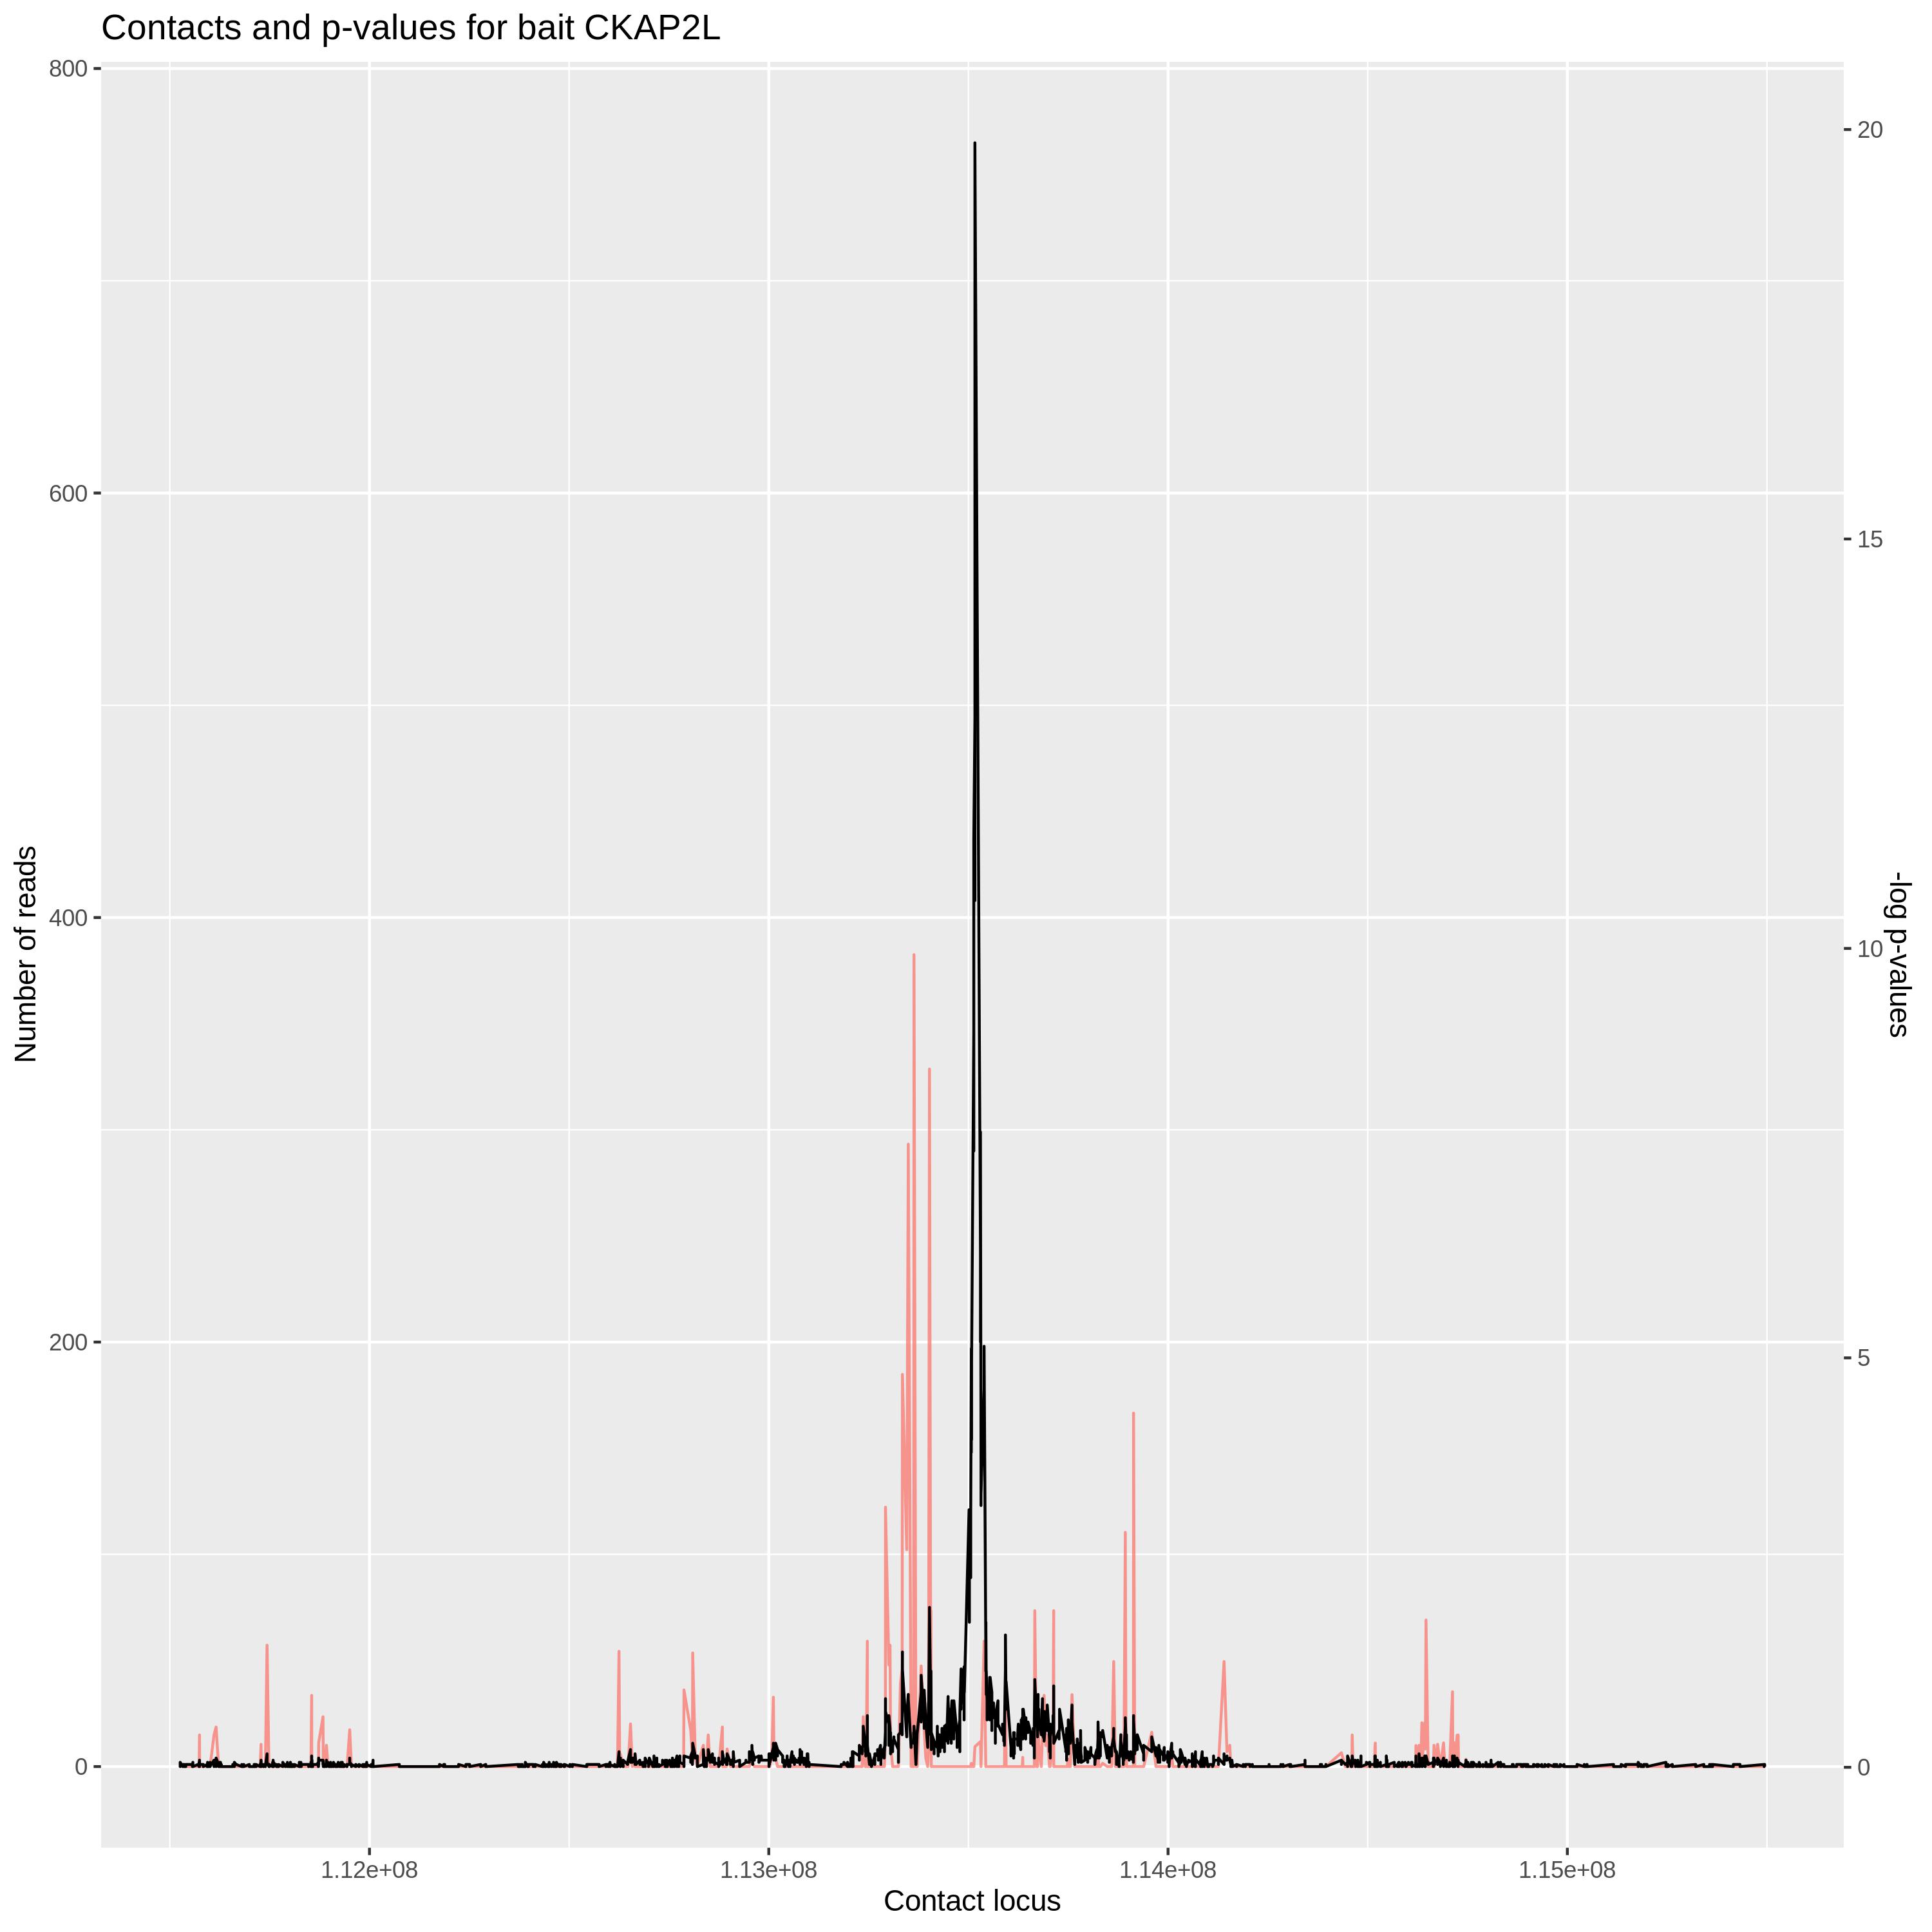 Contacts and p-values for bait CKAP2L
800
600
400
200
0
Number of reads
20
15
10
5
0
-log p-values
1.12e+08
1.13e+08
1.14e+08
1.15e+08
Contact locus